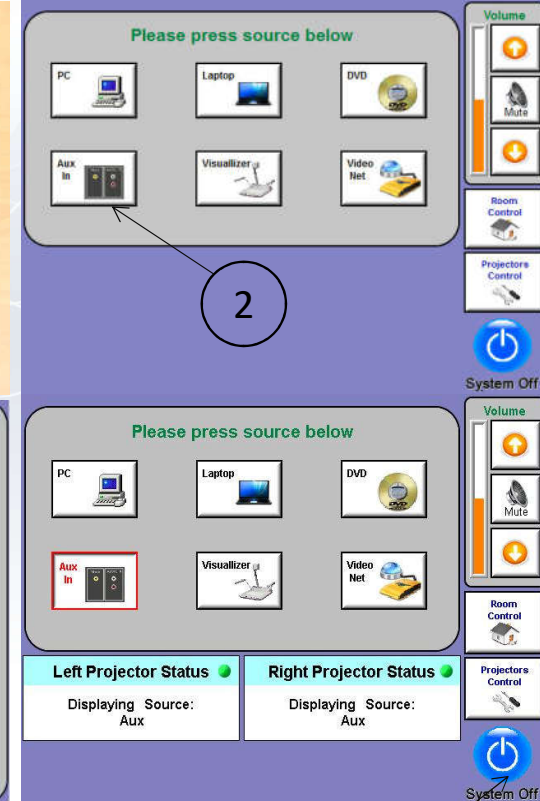 Please press source below
PC
Laptop
DVD
Aux
In
Visuallizer
Video
Net
2
Volume
Mute
Room
Control
Projectors
Control
System Off
Please press source below
PC
Laptop
DVD
Aux
In
Visuallizer
Video
Net
Left Projector Status
Displaying Source:
Aux
Right Projector Status
Displaying Source:
Aux
Volume
Mute
Room
Control
Projectors
Control
System Off